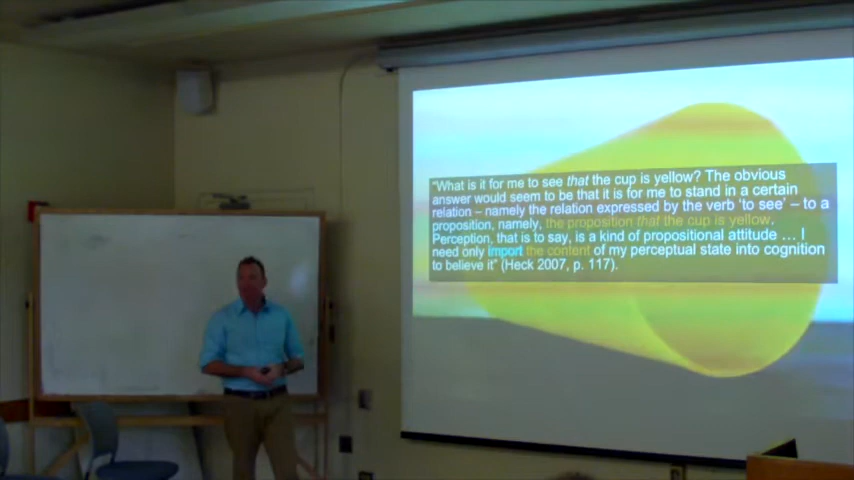 "What is it for me to see that the cup is yellow? The obvious
answer would seem to be that it is for me to stand in a certain
relation – namely the relation expressed by the verb 'to see' – to a
proposition, namely, the proposition that the cup is yellow.
Perception, that is to say, is a kind of propositional attitude … I
need only import the content of my perceptual state into cognition
to believe it" (Heck 2007, p. 117).